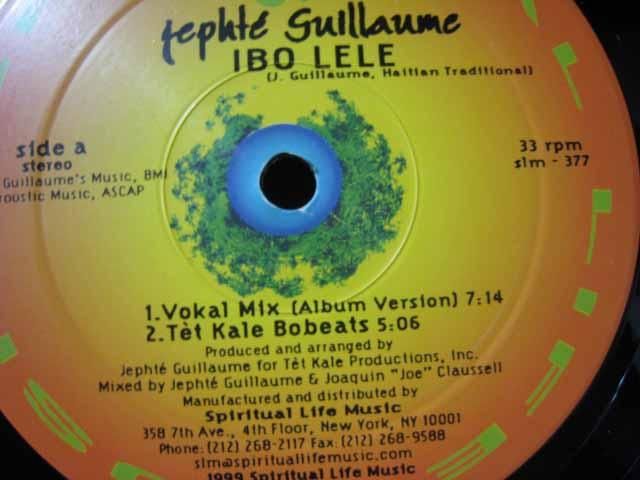 Jephté Guillaume
IBO LELE
(J. Guillaume, Haitian Traditional)
side a
stereo
Guillaume's Music, BMI
Music, ASCAP
33 rpm
slm - 377
1.Vokal Mix (Album Version) 7:14
2.Tèt Kale Bobeats 5:06
Produced and arranged by
Jephté Guillaume for Tèt Kale Productions, Inc.
Mixed by Jephté Guillaume & Joaquin "Joe" Claussell
Manufactured and distributed by
Spiritual Life Music
358 7th Ave., 4th Floor, New York, NY 10001
Phone: (212) 268-2117 Fax: (212) 268-9588
slm@spirituallifemusic.com
1999 Spiritual Life Music